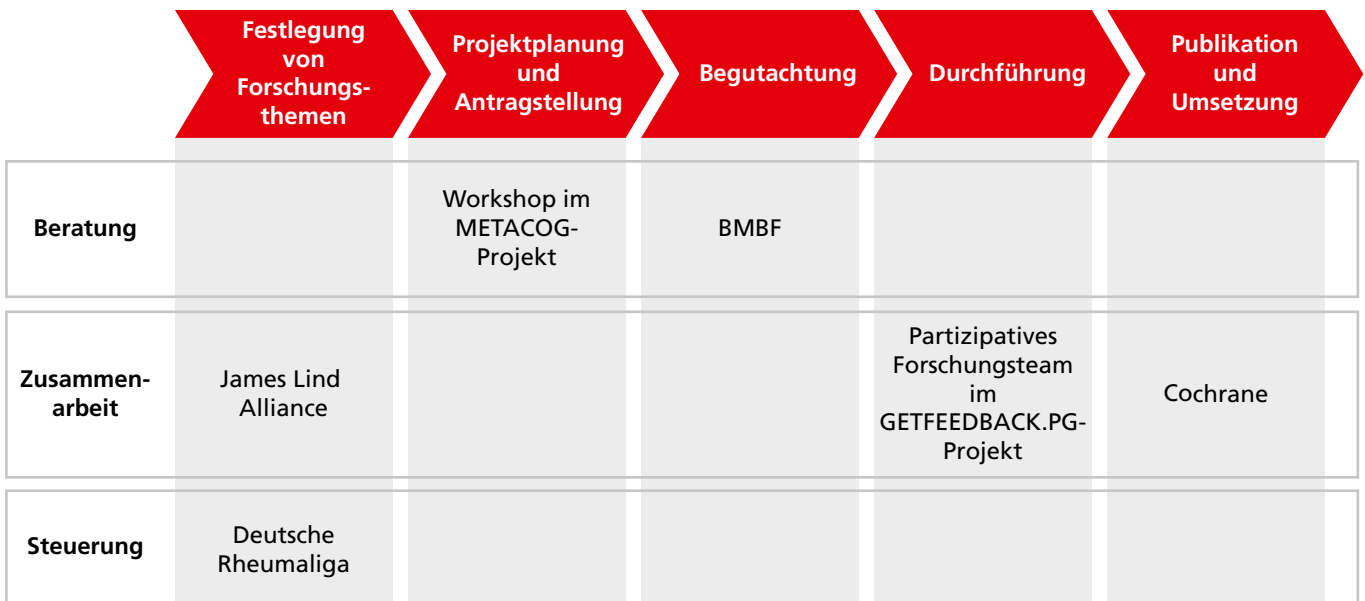 Festlegung
von
Forschungs-
themen
Projektplanung
und
Antragstellung
Begutachtung
Durchführung
Publikation
und
Umsetzung
Beratung
Workshop im
METACOG-
Projekt
BMBF
Zusammen-
arbeit
James Lind
Alliance
Partizipatives
Forschungsteam
im
GETFEEDBACK.PG-
Projekt
Cochrane
Steuerung
Deutsche
Rheumaliga